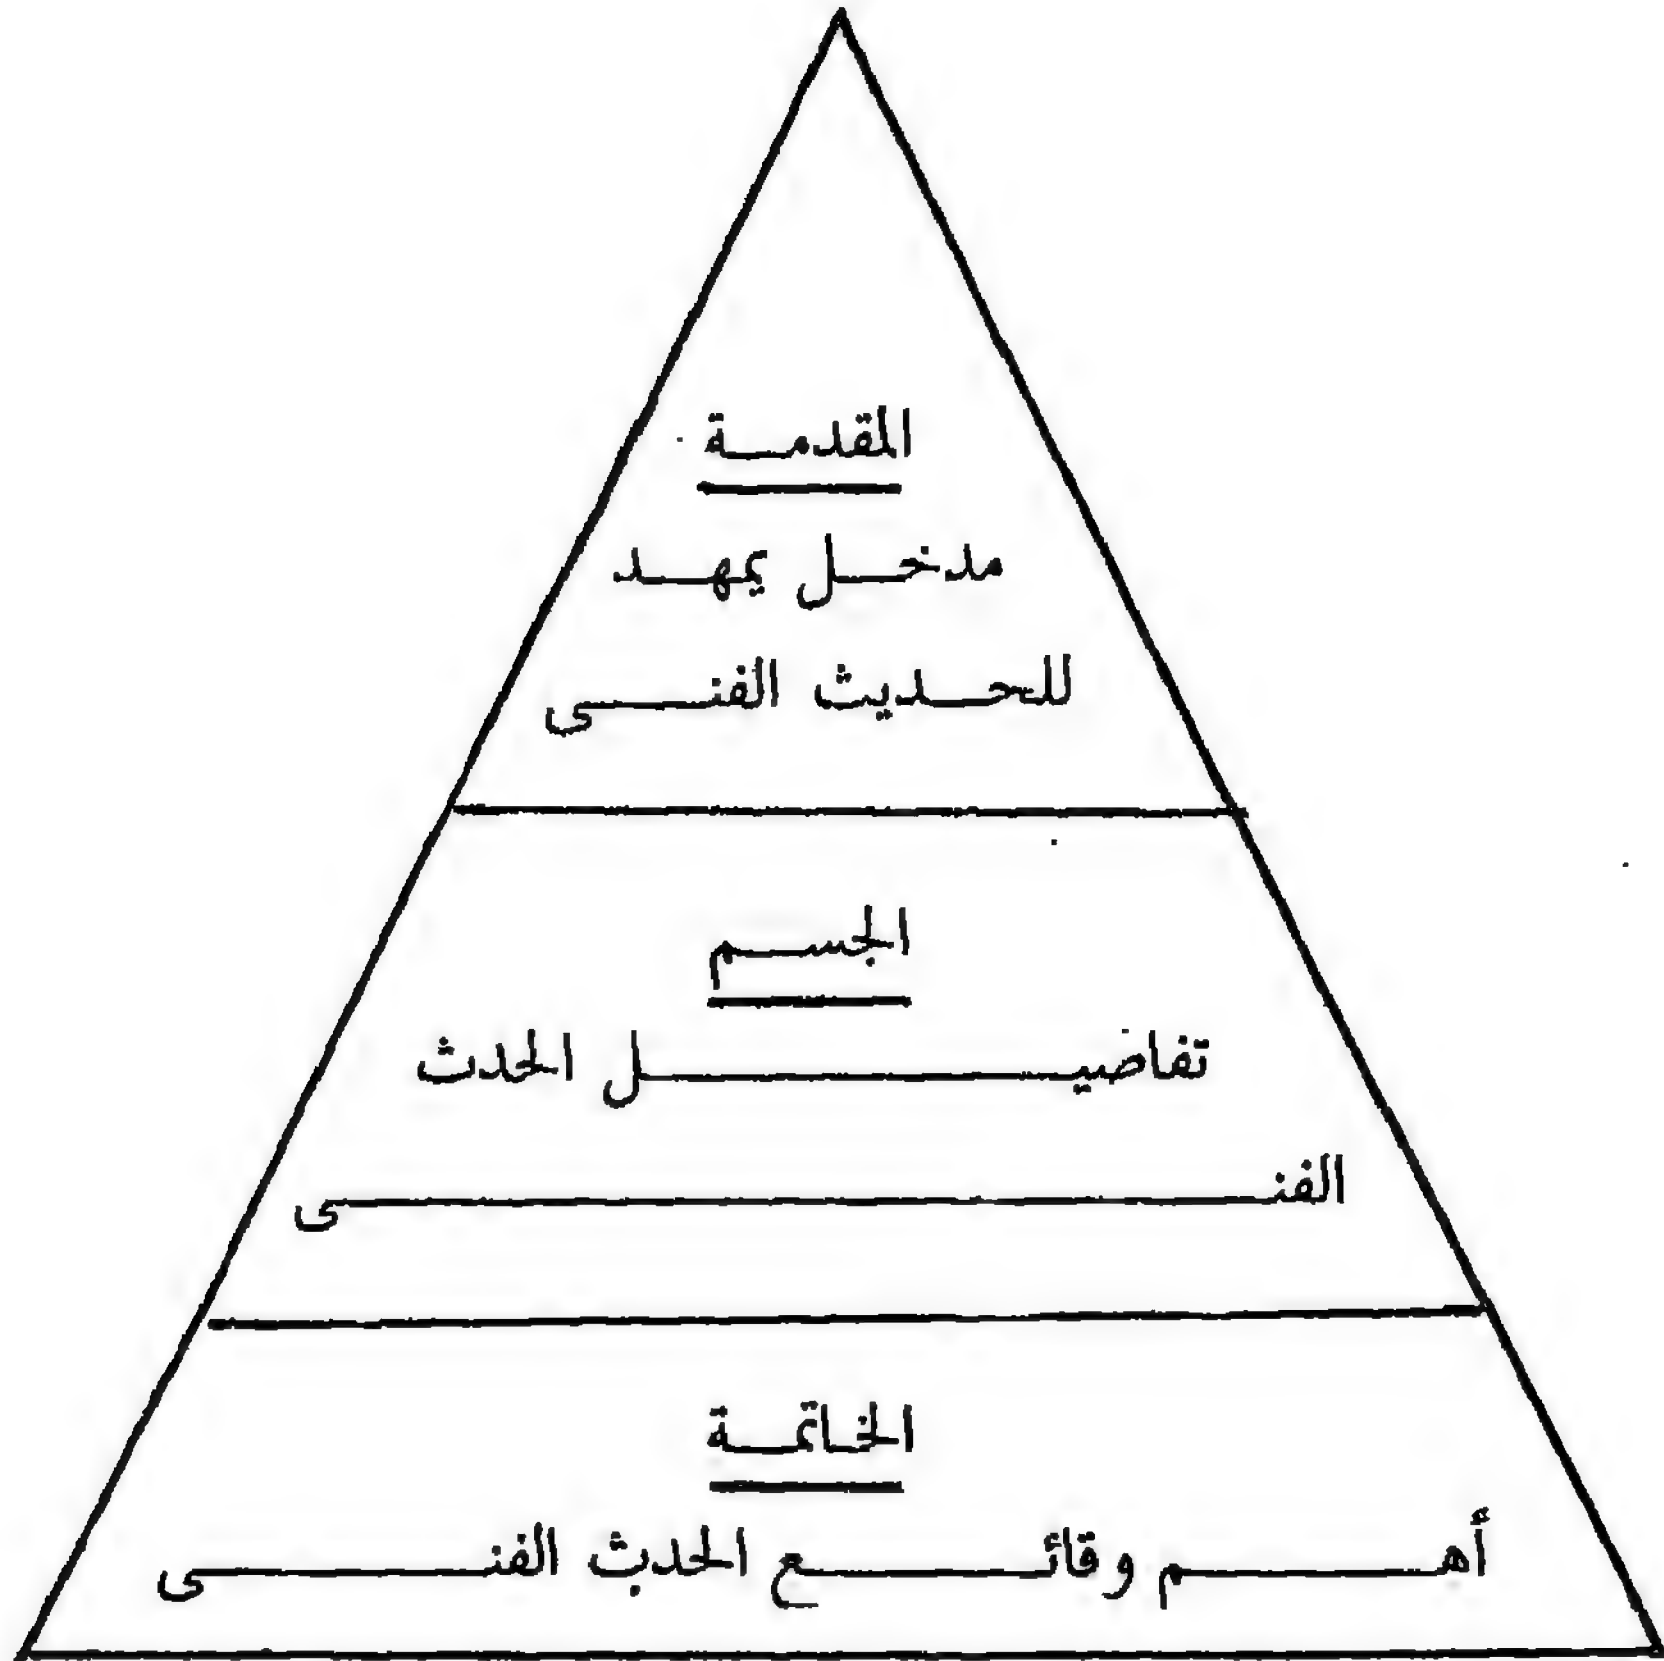 المقدمة
مدخل يمهد
للحديث الفنى
الجسم
تفاصيل الحدث
الفنى
الخاتمة
أهم وقائع الحدث الفنى